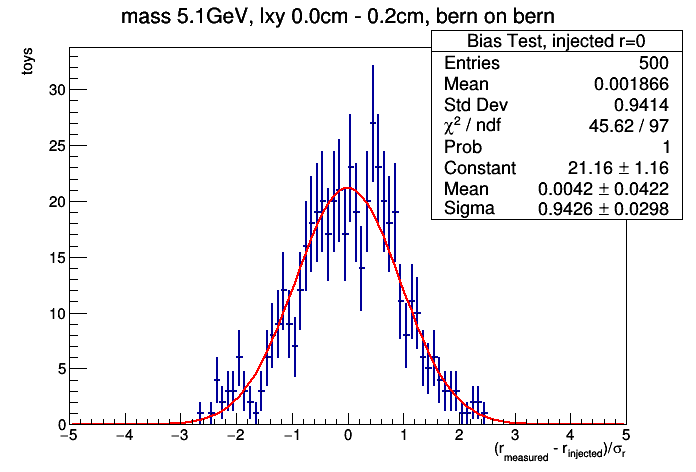 mass 5.1GeV, lxy 0.0cm - 0.2cm, bern on bern
Bias Test, injected r=0
Entries 500
Mean 0.001866
Std Dev 0.9414
χ² / ndf 45.62 / 97
Prob 1
Constant 21.16 ± 1.16
Mean 0.0042 ± 0.0422
Sigma 0.9426 ± 0.0298
toys
30
25
20
15
10
5
0
−5 −4 −3 −2 −1 0 1 2 3 4 5
(r_measured - r_injected)/σ_r